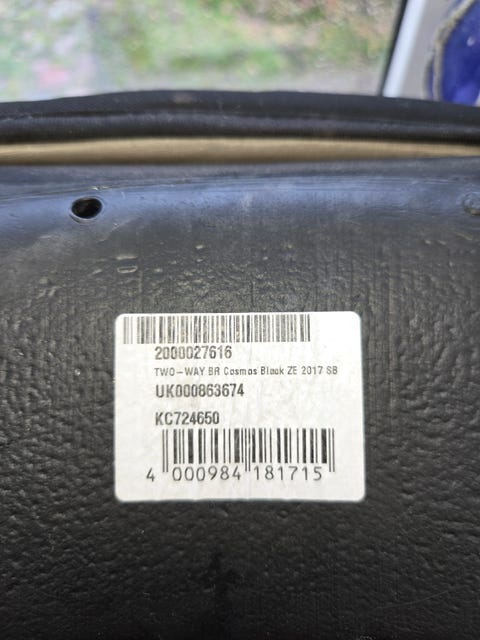 2000027616
TWO-WAY BR Cosmos Black ZE 2017 SB
UK000863674
KC724650
4 000984 181715